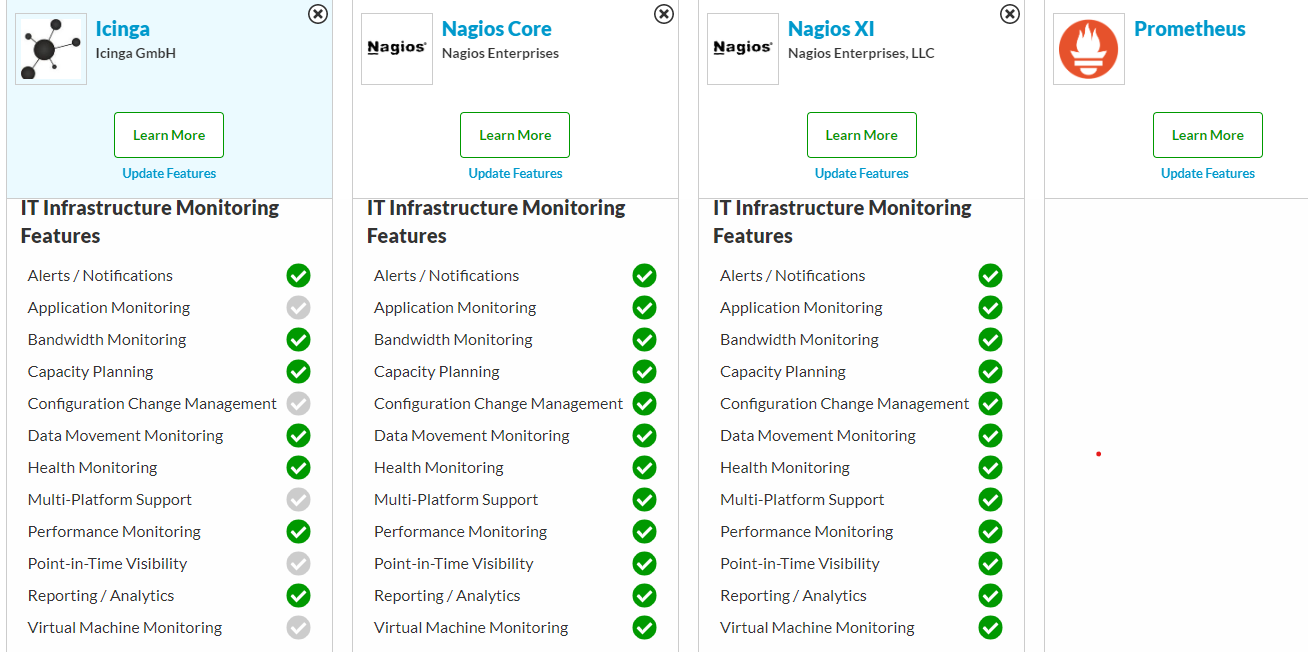 Icinga
Icinga GmbH
Learn More
Update Features
IT Infrastructure Monitoring
Features
Alerts / Notifications
Application Monitoring
Bandwidth Monitoring
Capacity Planning
Configuration Change Management
Data Movement Monitoring
Health Monitoring
Multi-Platform Support
Performance Monitoring
Point-in-Time Visibility
Reporting / Analytics
Virtual Machine Monitoring
Nagios®
Nagios Core
Nagios Enterprises
Learn More
Update Features
IT Infrastructure Monitoring
Features
Alerts / Notifications
Application Monitoring
Bandwidth Monitoring
Capacity Planning
Configuration Change Management
Data Movement Monitoring
Health Monitoring
Multi-Platform Support
Performance Monitoring
Point-in-Time Visibility
Reporting / Analytics
Virtual Machine Monitoring
Nagios®
Nagios XI
Nagios Enterprises, LLC
Learn More
Update Features
IT Infrastructure Monitoring
Features
Alerts / Notifications
Application Monitoring
Bandwidth Monitoring
Capacity Planning
Configuration Change Management
Data Movement Monitoring
Health Monitoring
Multi-Platform Support
Performance Monitoring
Point-in-Time Visibility
Reporting / Analytics
Virtual Machine Monitoring
Prometheus
Learn More
Update Features